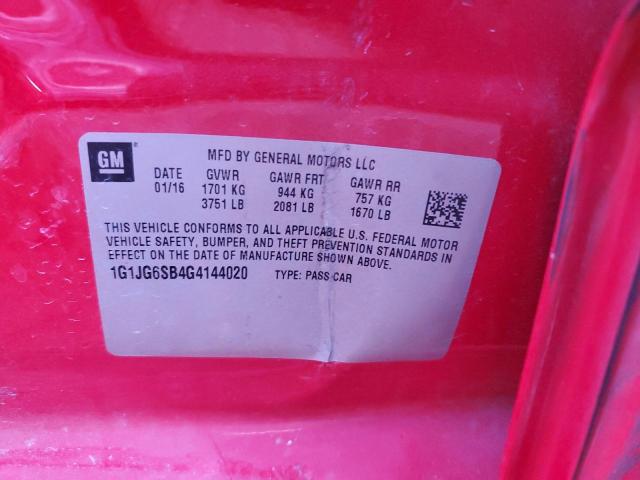 GM
MFD BY GENERAL MOTORS LLC
DATE GVWR GAWR FRT GAWR RR
01/16 1701 KG 944 KG 757 KG
3751 LB 2081 LB 1670 LB
THIS VEHICLE CONFORMS TO ALL APPLICABLE U.S. FEDERAL MOTOR
VEHICLE SAFETY, BUMPER, AND THEFT PREVENTION STANDARDS IN
EFFECT ON THE DATE OF MANUFACTURE SHOWN ABOVE.
1G1JG6SB4G4144020 TYPE: PASS CAR